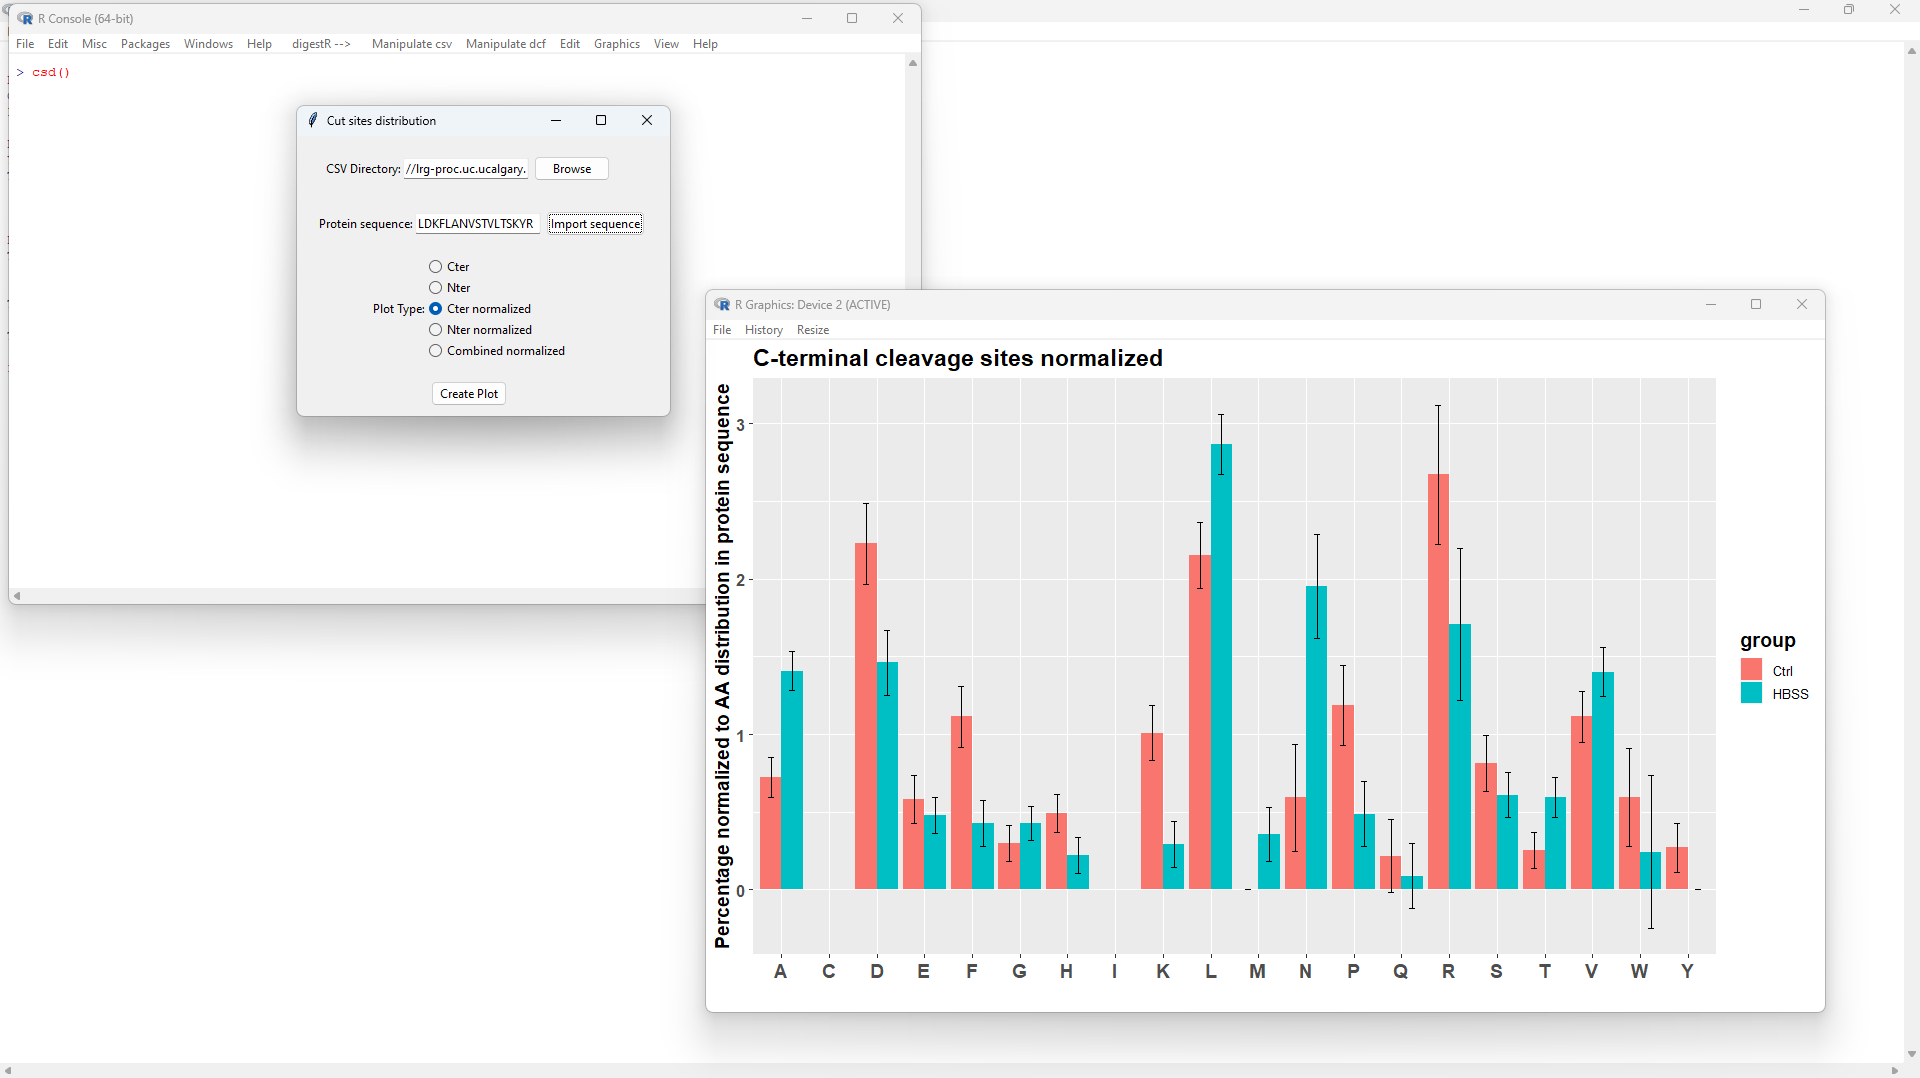 R Console (64-bit)
File Edit Misc Packages Windows Help digestR --> Manipulate csv Manipulate dcf Edit Graphics View Help
> csd()
Cut sites distribution
CSV Directory: //lrg-proc.uc.ucalgary. Browse
Protein sequence: LDKFLANVSTVLTSKYR Import sequence
Cter
Nter
Plot Type: Cter normalized
Nter normalized
Combined normalized
Create Plot
R Graphics: Device 2 (ACTIVE)
File History Resize
C-terminal cleavage sites normalized
Percentage normalized to AA distribution in protein sequence
3
2
1
0
A C D E F G H I K L M N P Q R S T V W Y
group
Ctrl
HBSS